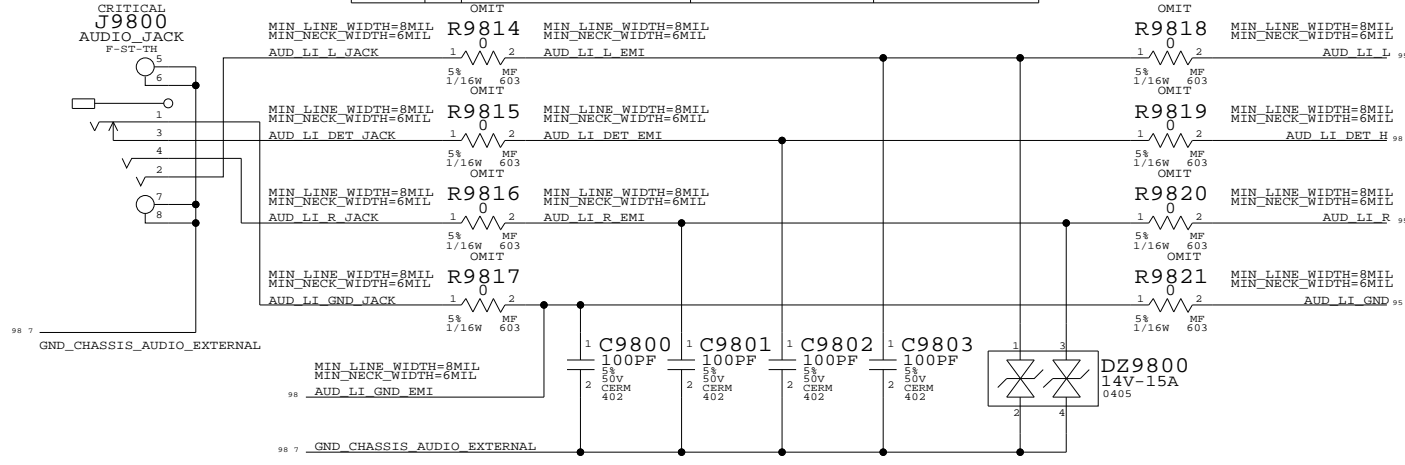 CRITICAL
J9800
AUDIO_JACK
F-ST-TH
5
6
1
3
4
2
7
8
98 7
GND_CHASSIS_AUDIO_EXTERNAL
MIN_LINE_WIDTH=8MIL
MIN_NECK_WIDTH=6MIL
AUD_LI_L_JACK
OMIT
R9814
0
1 2
5% MF
1/16W 603
MIN_LINE_WIDTH=8MIL
MIN_NECK_WIDTH=6MIL
AUD_LI_L_EMI
OMIT
R9818
0
1 2
5% MF
1/16W 603
MIN_LINE_WIDTH=8MIL
MIN_NECK_WIDTH=6MIL
AUD_LI_L
MIN_LINE_WIDTH=8MIL
MIN_NECK_WIDTH=6MIL
AUD_LI_DET_JACK
OMIT
R9815
0
1 2
5% MF
1/16W 603
MIN_LINE_WIDTH=8MIL
MIN_NECK_WIDTH=6MIL
AUD_LI_DET_EMI
OMIT
R9819
0
1 2
5% MF
1/16W 603
MIN_LINE_WIDTH=8MIL
MIN_NECK_WIDTH=6MIL
AUD_LI_DET_H 98
MIN_LINE_WIDTH=8MIL
MIN_NECK_WIDTH=6MIL
AUD_LI_R_JACK
OMIT
R9816
0
1 2
5% MF
1/16W 603
MIN_LINE_WIDTH=8MIL
MIN_NECK_WIDTH=6MIL
AUD_LI_R_EMI
OMIT
R9820
0
1 2
5% MF
1/16W 603
MIN_LINE_WIDTH=8MIL
MIN_NECK_WIDTH=6MIL
AUD_LI_R
MIN_LINE_WIDTH=8MIL
MIN_NECK_WIDTH=6MIL
AUD_LI_GND_JACK
OMIT
R9817
0
1 2
5% MF
1/16W 603
OMIT
R9821
0
1 2
5% MF
1/16W 603
MIN_LINE_WIDTH=8MIL
MIN_NECK_WIDTH=6MIL
AUD_LI_GND 95
MIN_LINE_WIDTH=8MIL
MIN_NECK_WIDTH=6MIL
98 AUD_LI_GND_EMI
1
2
C9800
100PF
5%
50V
CERM
402
1
2
C9801
100PF
5%
50V
CERM
402
1
2
C9802
100PF
5%
50V
CERM
402
1
2
C9803
100PF
5%
50V
CERM
402
1 3
2 4
DZ9800
14V-15A
0405
98 7 GND_CHASSIS_AUDIO_EXTERNAL